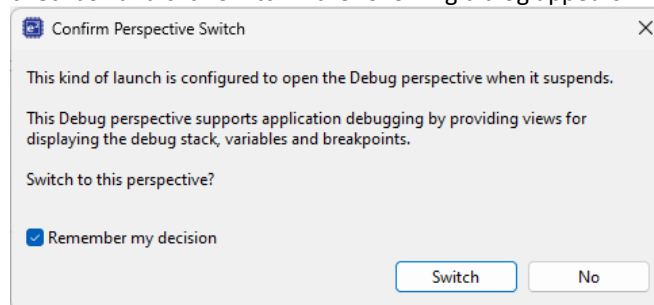 Confirm Perspective Switch
This kind of launch is configured to open the Debug perspective when it suspends.
This Debug perspective supports application debugging by providing views for
displaying the debug stack, variables and breakpoints.
Switch to this perspective?
Remember my decision
Switch No